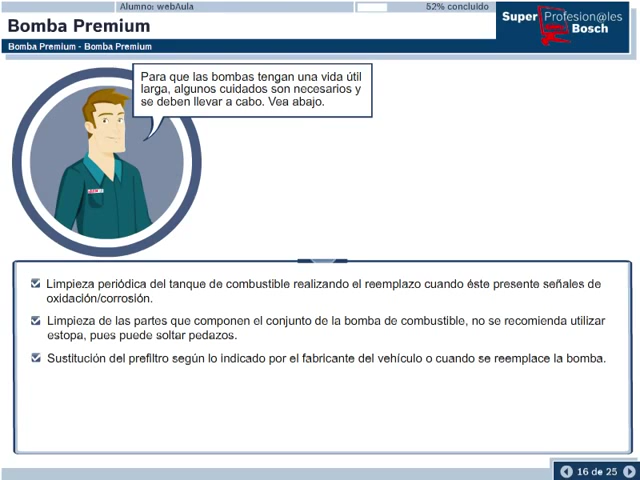 Alumno: webAula
52% concluido
Bomba Premium
Super Profesion@les
Bosch
Bomba Premium - Bomba Premium
Para que las bombas tengan una vida útil
larga, algunos cuidados son necesarios y
se deben llevar a cabo. Vea abajo.
Limpieza periódica del tanque de combustible realizando el reemplazo cuando éste presente señales de
oxidación/corrosión.
Limpieza de las partes que componen el conjunto de la bomba de combustible, no se recomienda utilizar
estopa, pues puede soltar pedazos.
Sustitución del prefiltro según lo indicado por el fabricante del vehículo o cuando se reemplace la bomba.
16 de 25